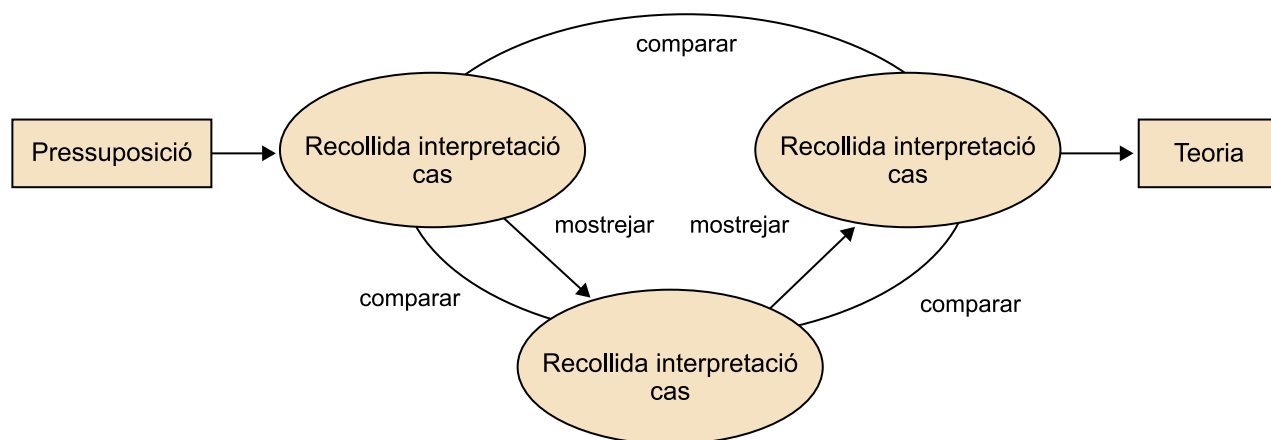 comparar
Pressuposició
Recollida interpretació
cas
Recollida interpretació
cas
Teoria
mostrejar
mostrejar
comparar
comparar
Recollida interpretació
cas